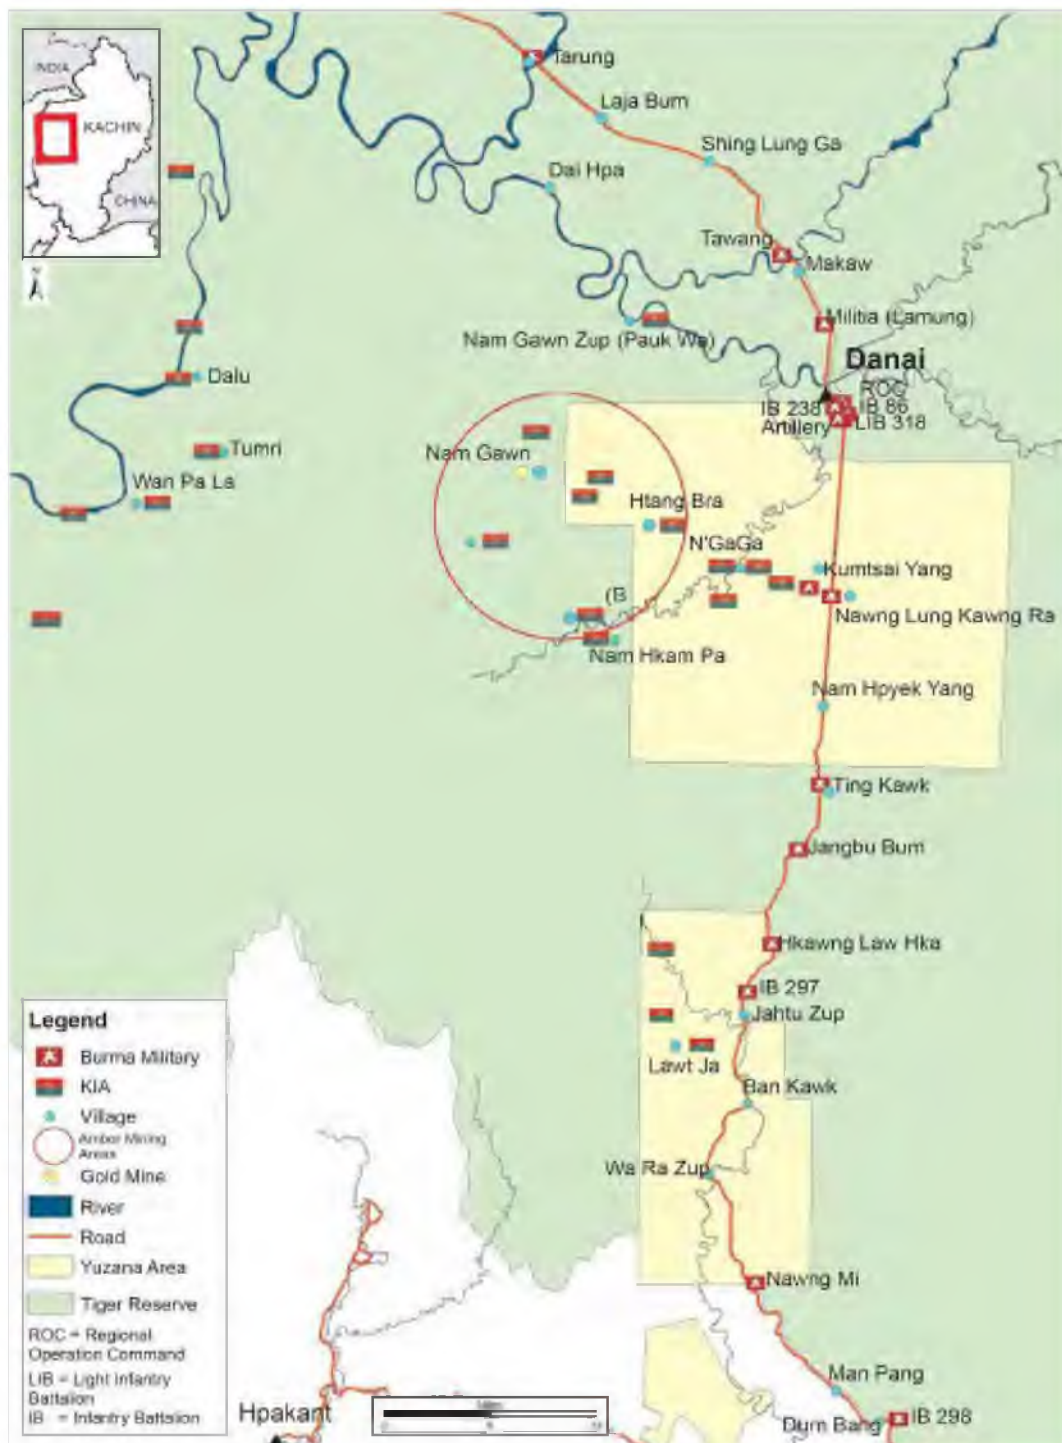 INDIA
KACHIN
CHINA
N
Tarung
Laja Bum
Shing Lung Ga
Dai Hpa
Tawang
Makaw
Militia (Lamung)
Nam Gawn Zup (Pauk Wa)
Danai
ROC
IB 238
IB 86
Artillery
LIB 318
Dalu
Tumri
Wan Pa La
Nam Gawn
Htang Bra
N'GaGa
Kumtsai Yang
(B
Nawng Lung Kawng Ra
Nam Hkam Pa
Nam Hpyek Yang
Ting Kawk
Jangbu Bum
Hkawng Law Hka
IB 297
Jahtu Zup
Lawt Ja
Ban Kawk
Wa Ra Zup
Nawng Mi
Man Pang
Dum Bang
IB 298
Hpakant
Legend
Burma Military
KIA
Village
Amber Mining
Areas
Gold Mine
River
Road
Yuzana Area
Tiger Reserve
ROC = Regional
Operation Command
LIB = Light infantry
Battalion
IB = Infantry Battalion